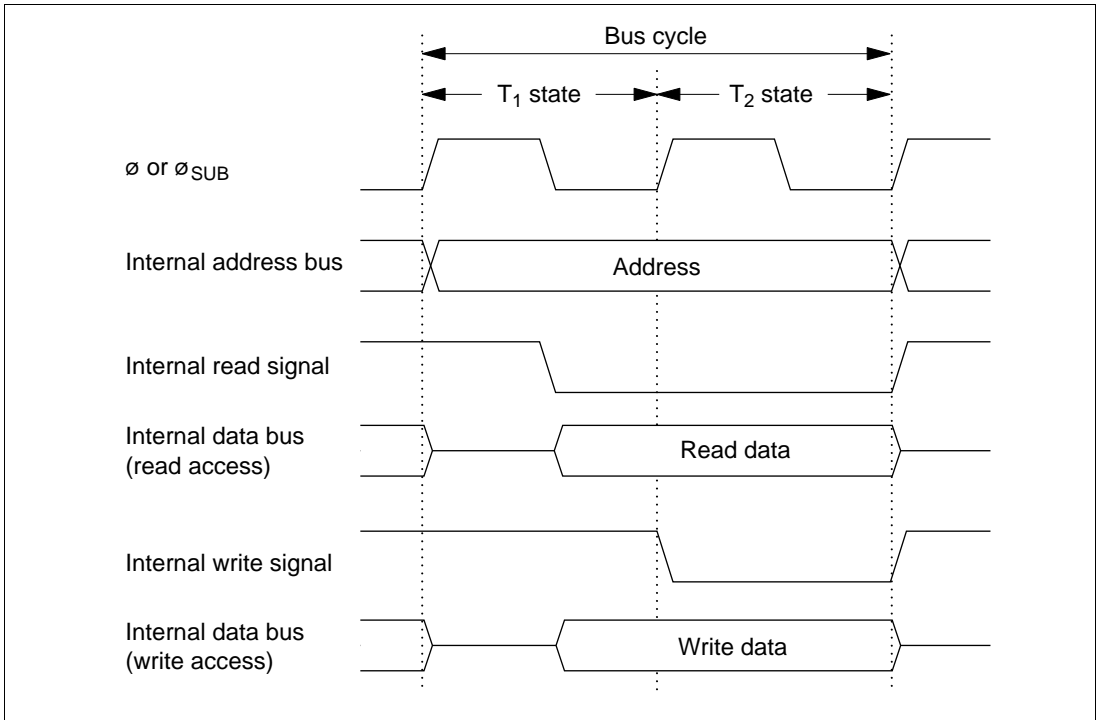 Bus cycle
T₁ state
T₂ state
ø or ø_SUB
Internal address bus
Address
Internal read signal
Internal data bus
(read access)
Read data
Internal write signal
Internal data bus
(write access)
Write data